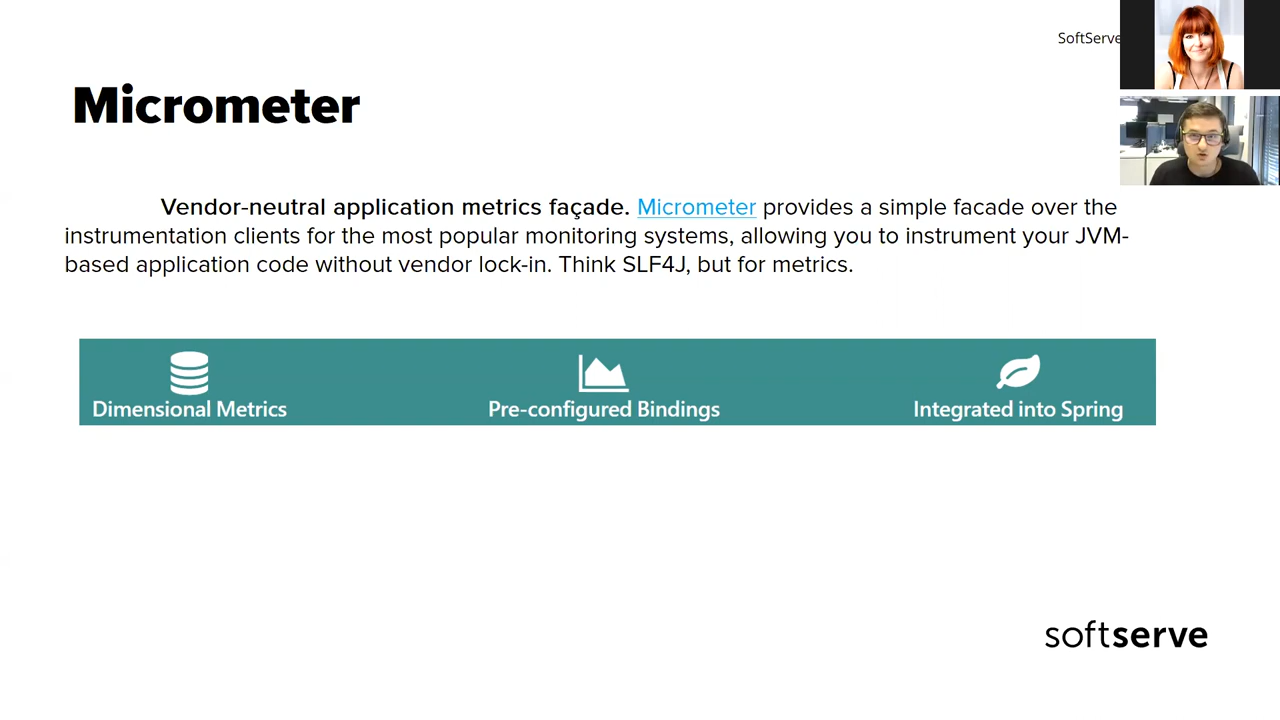 SoftServe
Micrometer
Vendor-neutral application metrics façade. Micrometer provides a simple facade over the
instrumentation clients for the most popular monitoring systems, allowing you to instrument your JVM-
based application code without vendor lock-in. Think SLF4J, but for metrics.
Dimensional Metrics
Pre-configured Bindings
Integrated into Spring
softserve